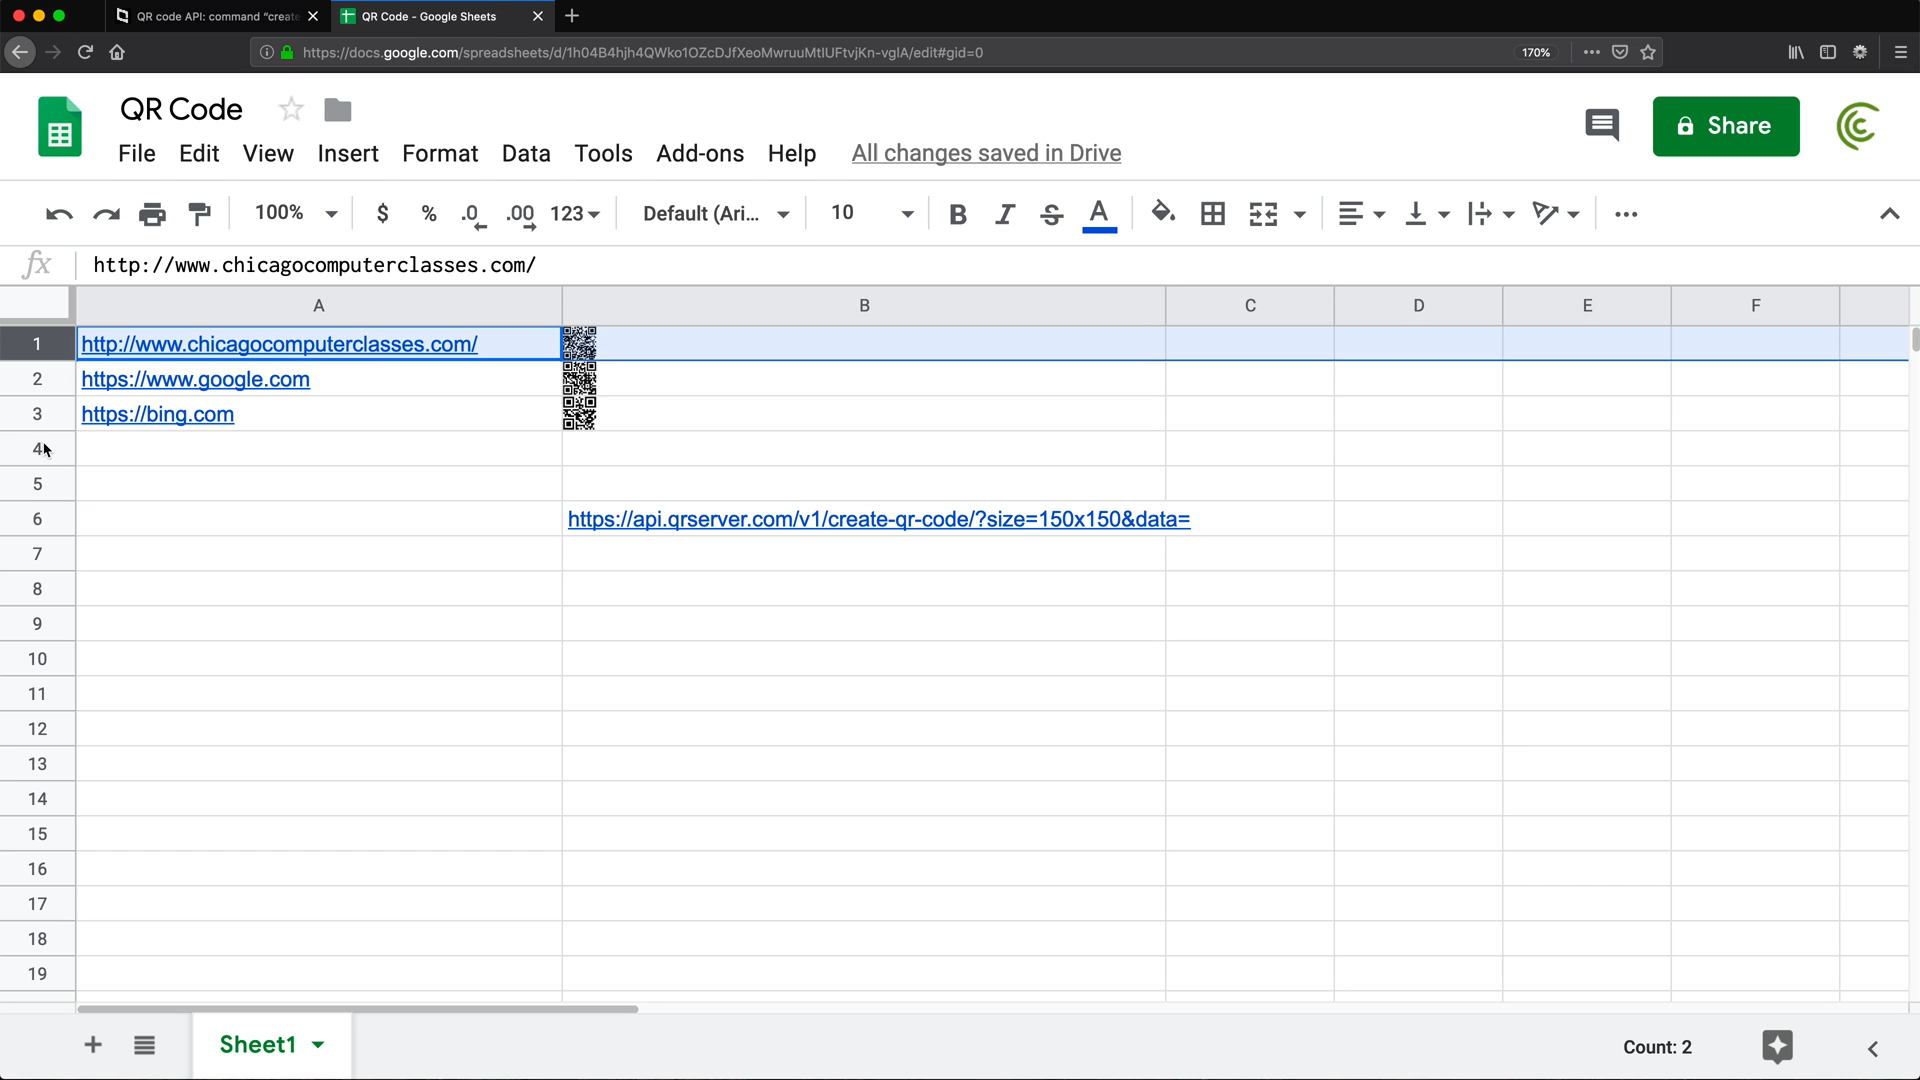 QR code API: command "create
QR Code - Google Sheets
https://docs.google.com/spreadsheets/d/1h04B4hjh4QWko1OZcDJfXeoMwruuMtlUFtvjKn-vglA/edit#gid=0
170%
QR Code
Share
File Edit View Insert Format Data Tools Add-ons Help All changes saved in Drive
100% $ % .0 .00 123 Default (Ari... 10 B I S A
fx http://www.chicagocomputerclasses.com/
A B C D E F
1 http://www.chicagocomputerclasses.com/
2 https://www.google.com
3 https://bing.com
4
5
6 https://api.qrserver.com/v1/create-qr-code/?size=150x150&data=
7
8
9
10
11
12
13
14
15
16
17
18
19
Sheet1
Count: 2